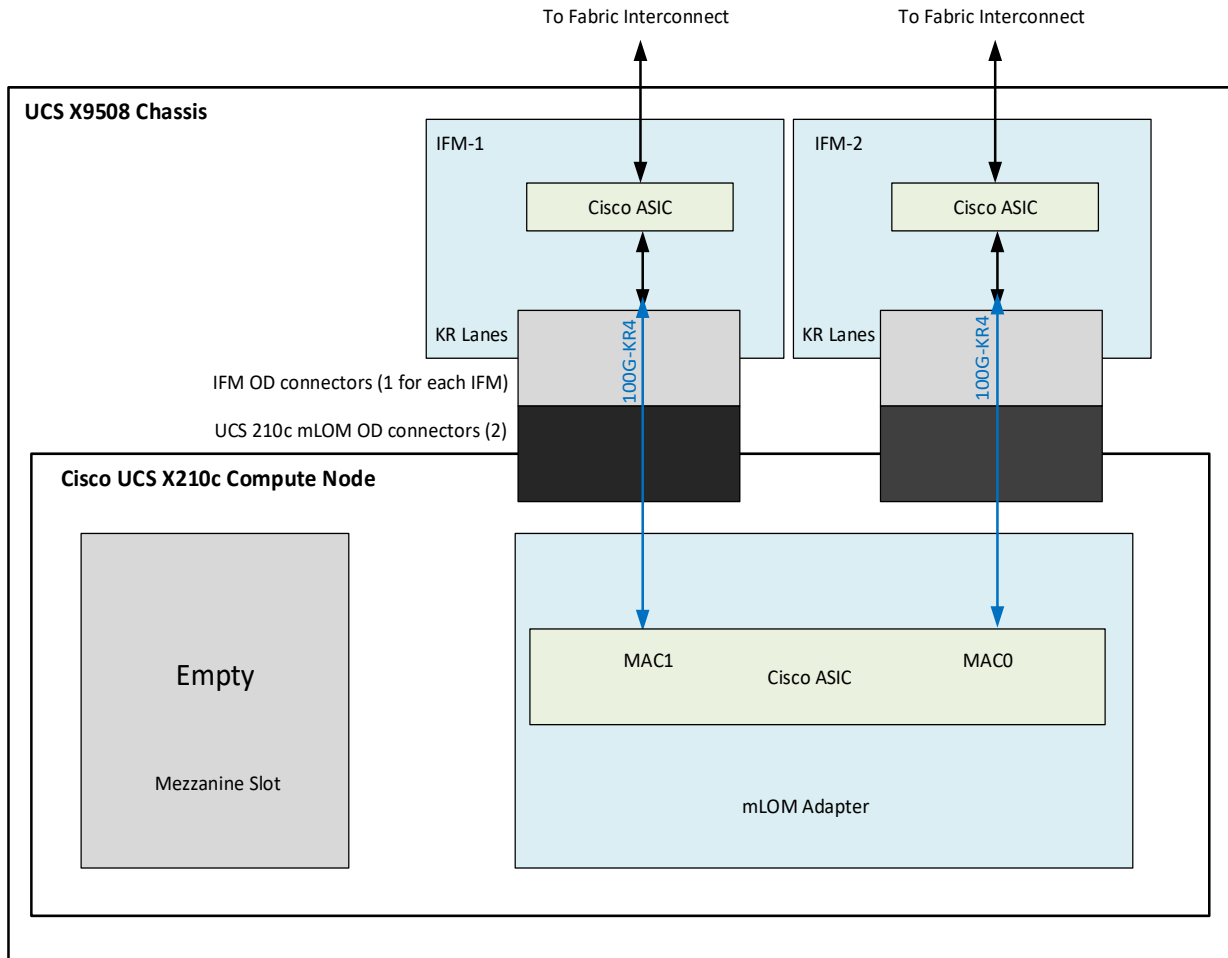 To Fabric Interconnect
To Fabric Interconnect
UCS X9508 Chassis
IFM-1
IFM-2
Cisco ASIC
Cisco ASIC
KR Lanes
100G-KR4
KR Lanes
100G-KR4
IFM OD connectors (1 for each IFM)
UCS 210c mLOM OD connectors (2)
Cisco UCS X210c Compute Node
Empty
Mezzanine Slot
MAC1
MAC0
Cisco ASIC
mLOM Adapter